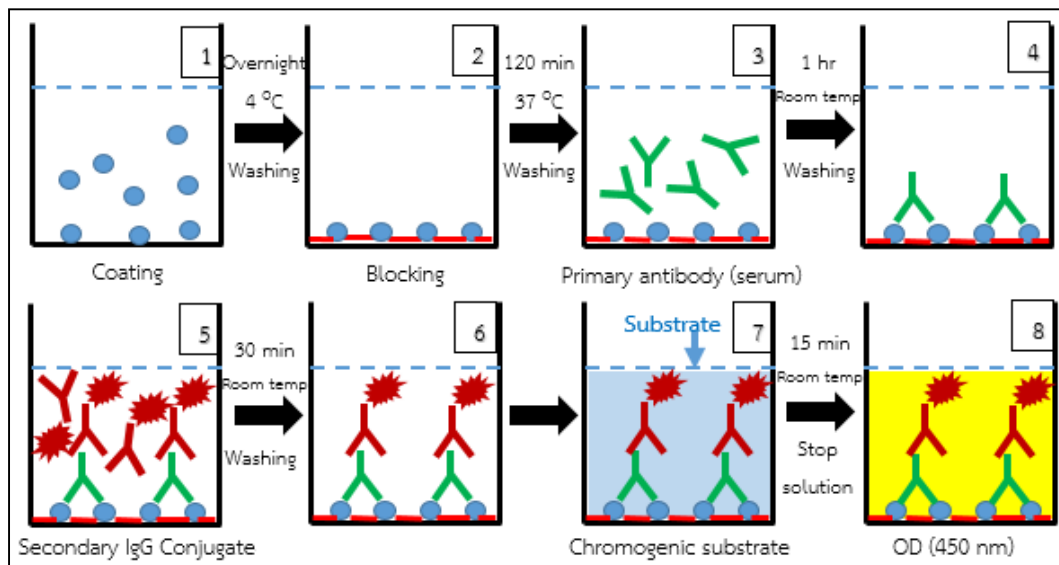 1
Overnight
4 °C
Washing
2
120 min
37 °C
Washing
3
1 hr
Room temp
Washing
4
Coating
Blocking
Primary antibody (serum)
5
30 min
Room temp
Washing
6
Substrate
7
15 min
Room temp
Stop
solution
8
Secondary IgG Conjugate
Chromogenic substrate
OD (450 nm)